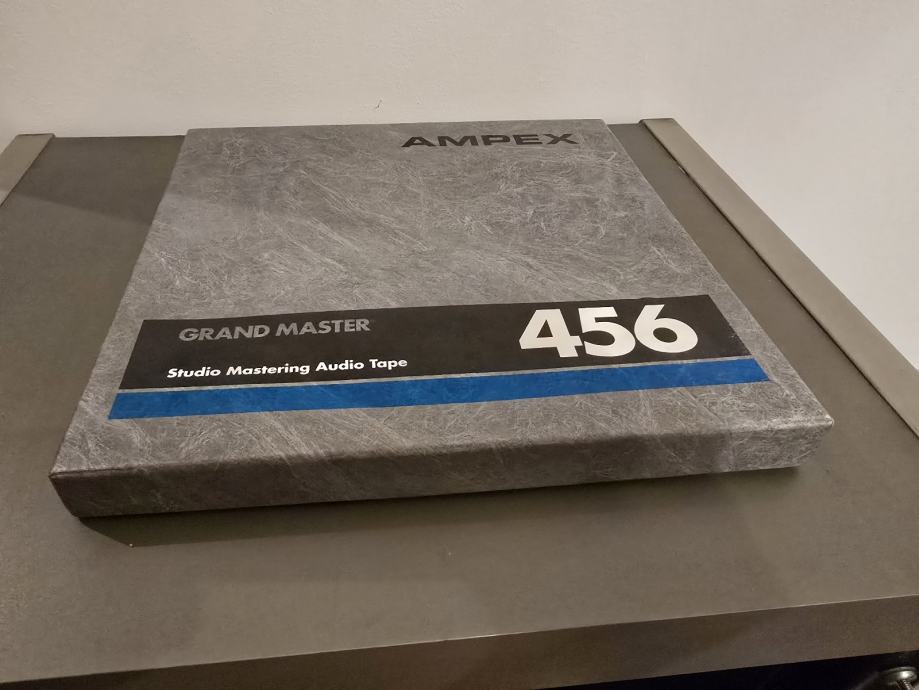 AMPEX
GRAND MASTER
456
Studio Mastering Audio Tape